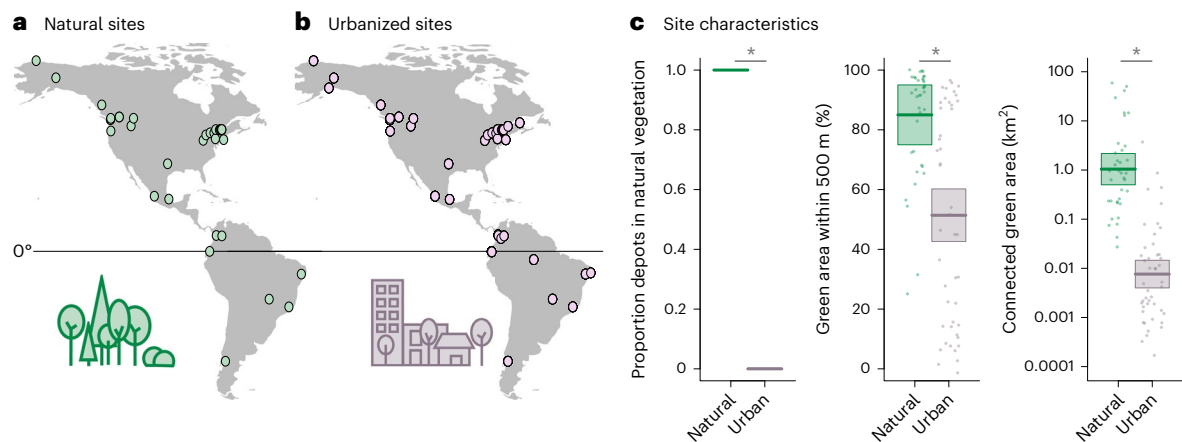 a Natural sites
b Urbanized sites
c Site characteristics
0°
Proportion depots in natural vegetation
1.0
0.8
0.6
0.4
0.2
0
*
Natural
Urban
Green area within 500 m (%)
100
80
60
40
20
0
*
Natural
Urban
Connected green area (km²)
100
10
1.0
0.1
0.01
0.001
0.0001
*
Natural
Urban